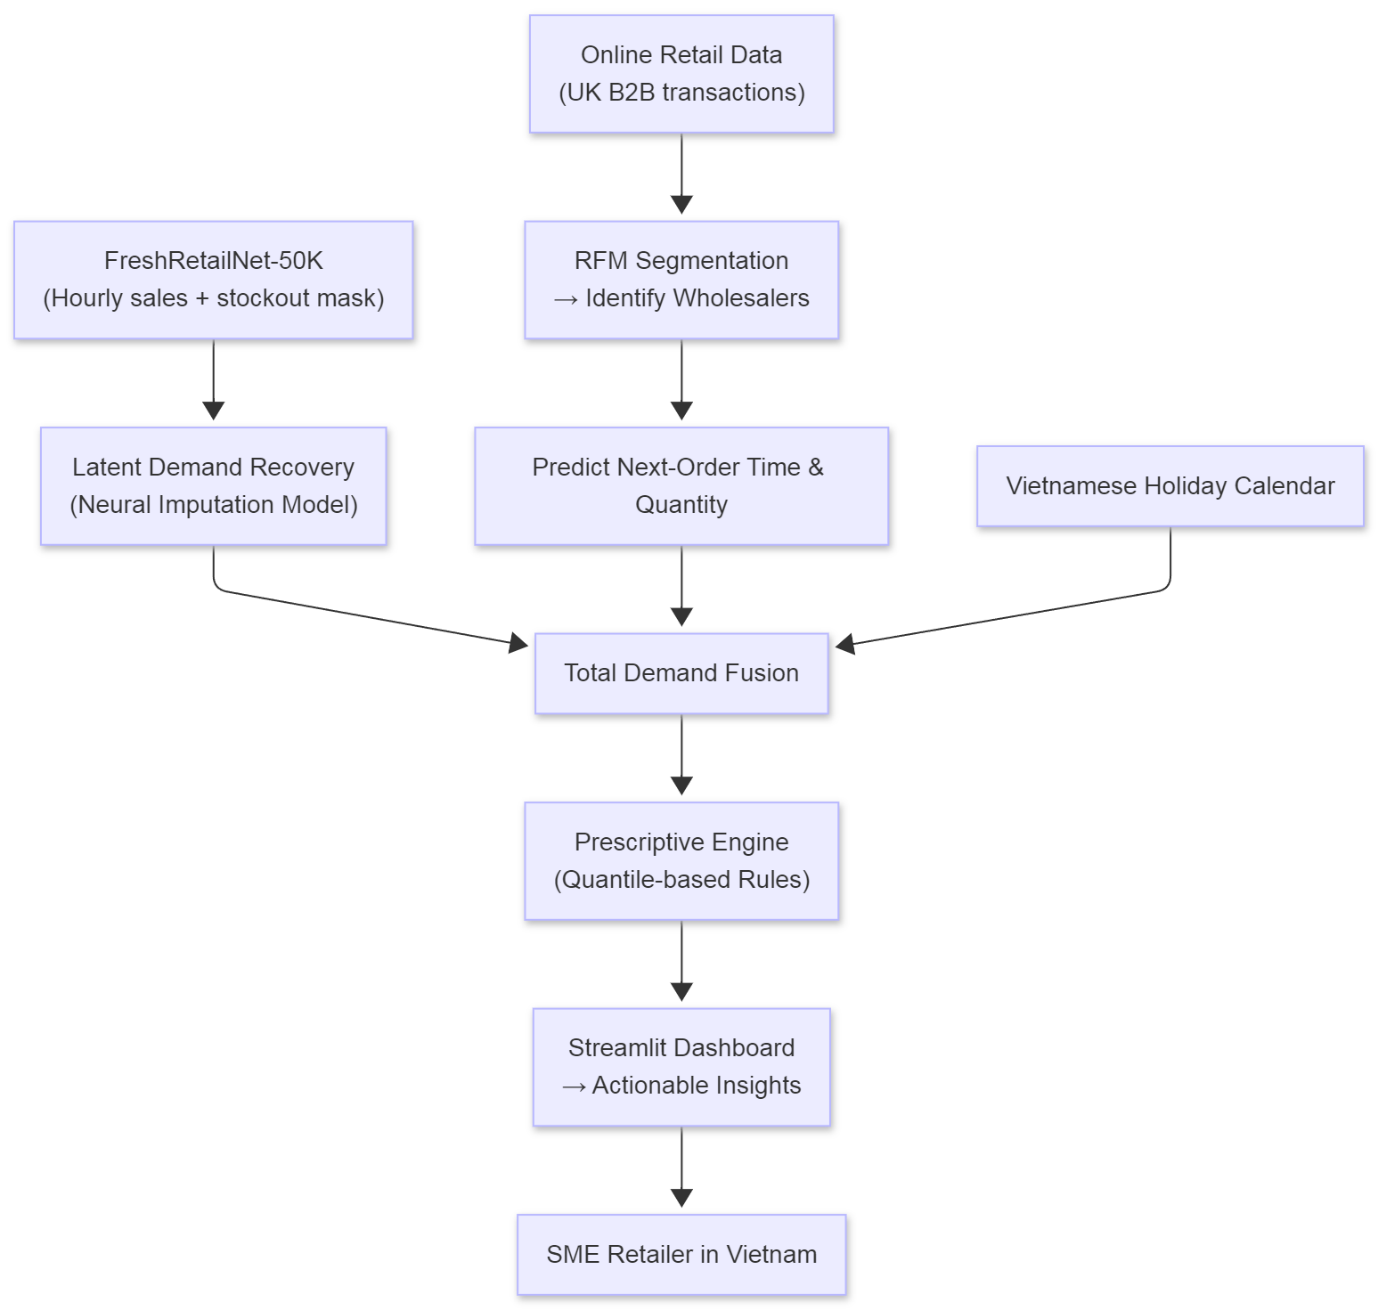 Online Retail Data
(UK B2B transactions)
FreshRetailNet-50K
(Hourly sales + stockout mask)
RFM Segmentation
→ Identify Wholesalers
Latent Demand Recovery
(Neural Imputation Model)
Predict Next-Order Time &
Quantity
Vietnamese Holiday Calendar
Total Demand Fusion
Prescriptive Engine
(Quantile-based Rules)
Streamlit Dashboard
→ Actionable Insights
SME Retailer in Vietnam